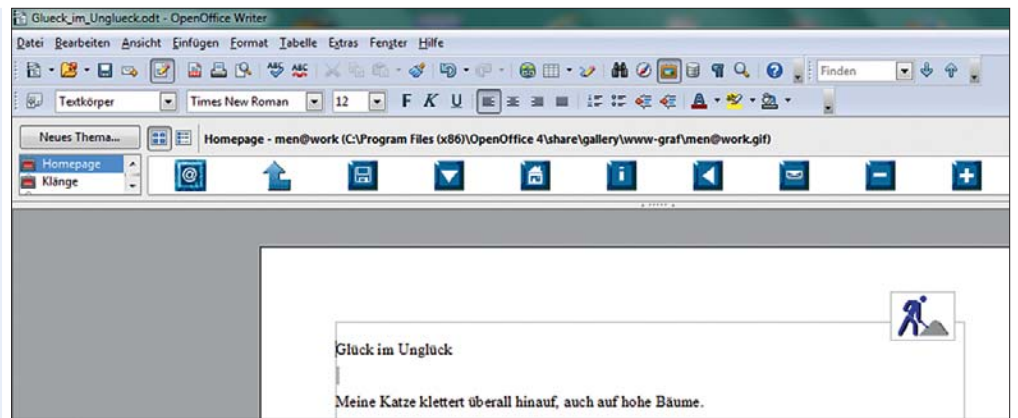 Glueck_im_Unglueck.odt - OpenOffice Writer
Datei Bearbeiten Ansicht Einfügen Format Tabelle Extras Fenster Hilfe
ABC ABC Finden
Textkörper Times New Roman 12 F K U A
Neues Thema... Homepage - men@work (C:\Program Files (x86)\OpenOffice 4\share\gallery\www-graf\men@work.gif)
Homepage
Klänge
Glück im Unglück
Meine Katze klettert überall hinauf, auch auf hohe Bäume.